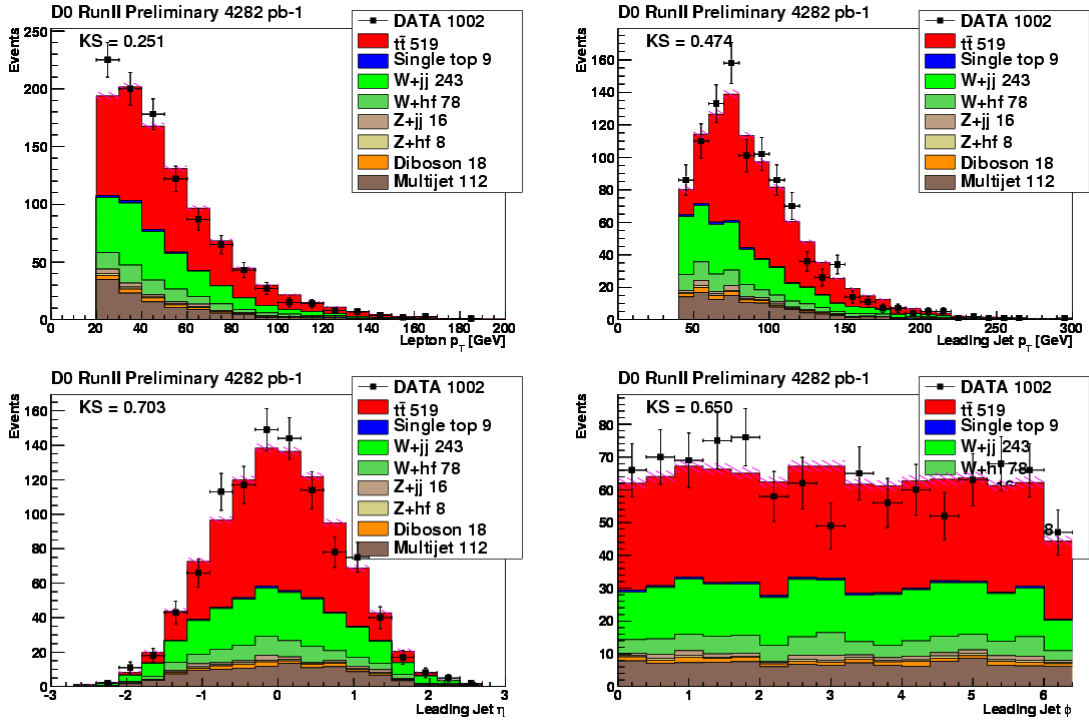 D0 RunII Preliminary 4282 pb-1
Events
KS = 0.251
DATA 1002
tt̄ 519
Single top 9
W+jj 243
W+hf 78
Z+jj 16
Z+hf 8
Diboson 18
Multijet 112
250
200
150
100
50
0
0 20 40 60 80 100 120 140 160 180 200
Lepton p_T [GeV]
D0 RunII Preliminary 4282 pb-1
Events
KS = 0.474
DATA 1002
tt̄ 519
Single top 9
W+jj 243
W+hf 78
Z+jj 16
Z+hf 8
Diboson 18
Multijet 112
160
140
120
100
80
60
40
20
0
0 50 100 150 200 250 300
Leading Jet p_T [GeV]
D0 RunII Preliminary 4282 pb-1
Events
KS = 0.703
DATA 1002
tt̄ 519
Single top 9
W+jj 243
W+hf 78
Z+jj 16
Z+hf 8
Diboson 18
Multijet 112
160
140
120
100
80
60
40
20
0
-3 -2 -1 0 1 2 3
Leading Jet η
D0 RunII Preliminary 4282 pb-1
Events
KS = 0.650
DATA 1002
tt̄ 519
Single top 9
W+jj 243
W+hf 78
80
70
60
50
40
30
20
10
0
0 1 2 3 4 5 6
Leading Jet ϕ